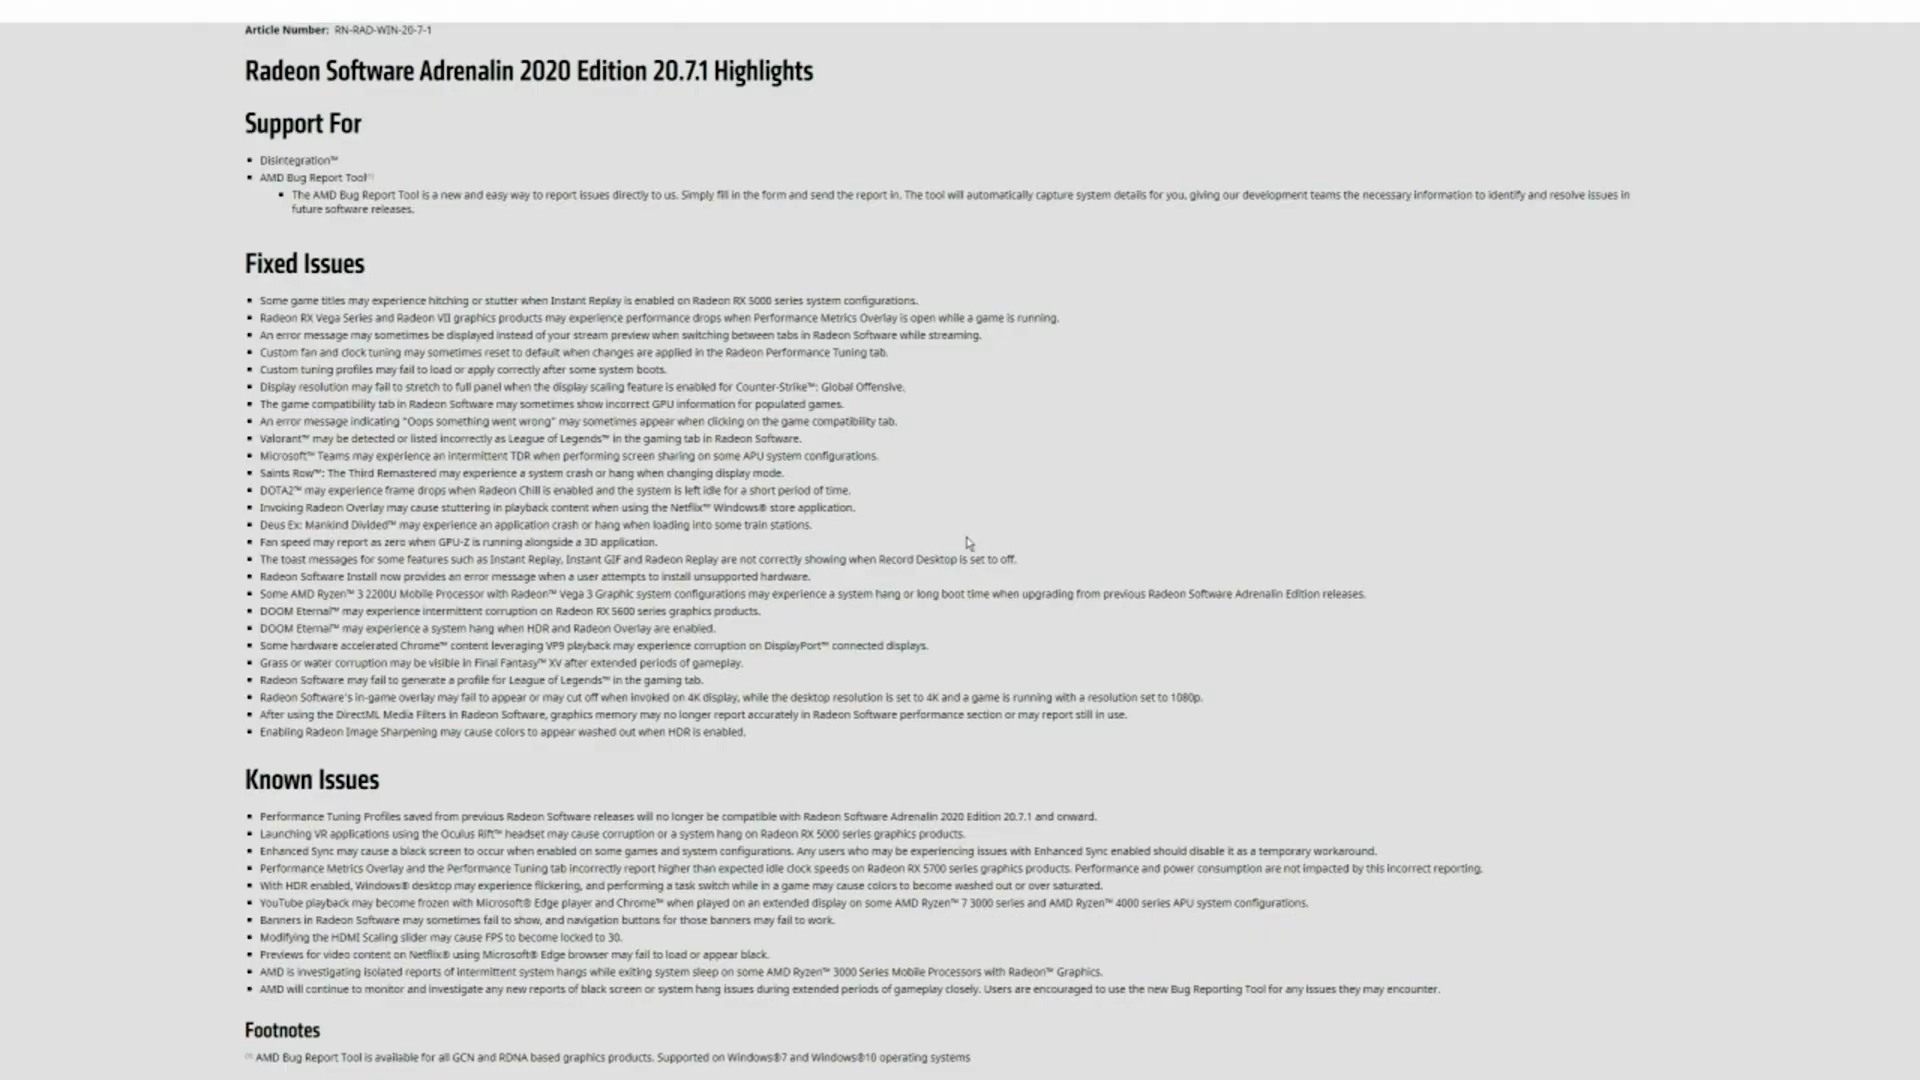 Article Number: RN-RAD-WIN-20-7-1
Radeon Software Adrenalin 2020 Edition 20.7.1 Highlights
Support For
▪ Disintegration™
▪ AMD Bug Report Tool⁽¹⁾
▪ The AMD Bug Report Tool is a new and easy way to report issues directly to us. Simply fill in the form and send the report in. The tool will automatically capture system details for you, giving our development teams the necessary information to identify and resolve issues in
future software releases.
Fixed Issues
▪ Some game titles may experience hitching or stutter when Instant Replay is enabled on Radeon RX 5000 series system configurations.
▪ Radeon RX Vega Series and Radeon VII graphics products may experience performance drops when Performance Metrics Overlay is open while a game is running.
▪ An error message may sometimes be displayed instead of your stream preview when switching between tabs in Radeon Software while streaming.
▪ Custom fan and clock tuning may sometimes reset to default when changes are applied in the Radeon Performance Tuning tab.
▪ Custom tuning profiles may fail to load or apply correctly after some system boots.
▪ Display resolution may fail to stretch to full panel when the display scaling feature is enabled for Counter-Strike™: Global Offensive.
▪ The game compatibility tab in Radeon Software may sometimes show incorrect GPU information for populated games.
▪ An error message indicating "Oops something went wrong" may sometimes appear when clicking on the game compatibility tab.
▪ Valorant™ may be detected or listed incorrectly as League of Legends™ in the gaming tab in Radeon Software.
▪ Microsoft™ Teams may experience an intermittent TDR when performing screen sharing on some APU system configurations.
▪ Saints Row™: The Third Remastered may experience a system crash or hang when changing display mode.
▪ DOTA2™ may experience frame drops when Radeon Chill is enabled and the system is left idle for a short period of time.
▪ Invoking Radeon Overlay may cause stuttering in playback content when using the Netflix™ Windows® store application.
▪ Deus Ex: Mankind Divided™ may experience an application crash or hang when loading into some train stations.
▪ Fan speed may report as zero when GPU-Z is running alongside a 3D application.
▪ The toast messages for some features such as Instant Replay, Instant GIF and Radeon Replay are not correctly showing when Record Desktop is set to off.
▪ Radeon Software Install now provides an error message when a user attempts to install unsupported hardware.
▪ Some AMD Ryzen™ 3 2200U Mobile Processor with Radeon™ Vega 3 Graphic system configurations may experience a system hang or long boot time when upgrading from previous Radeon Software Adrenalin Edition releases.
▪ DOOM Eternal™ may experience intermittent corruption on Radeon RX 5600 series graphics products.
▪ DOOM Eternal™ may experience a system hang when HDR and Radeon Overlay are enabled.
▪ Some hardware accelerated Chrome™ content leveraging VP9 playback may experience corruption on DisplayPort™ connected displays.
▪ Grass or water corruption may be visible in Final Fantasy™ XV after extended periods of gameplay.
▪ Radeon Software may fail to generate a profile for League of Legends™ in the gaming tab.
▪ Radeon Software's in-game overlay may fail to appear or may cut off when invoked on 4K display, while the desktop resolution is set to 4K and a game is running with a resolution set to 1080p.
▪ After using the DirectML Media Filters in Radeon Software, graphics memory may no longer report accurately in Radeon Software performance section or may report still in use.
▪ Enabling Radeon Image Sharpening may cause colors to appear washed out when HDR is enabled.
Known Issues
▪ Performance Tuning Profiles saved from previous Radeon Software releases will no longer be compatible with Radeon Software Adrenalin 2020 Edition 20.7.1 and onward.
▪ Launching VR applications using the Oculus Rift™ headset may cause corruption or a system hang on Radeon RX 5000 series graphics products.
▪ Enhanced Sync may cause a black screen to occur when enabled on some games and system configurations. Any users who may be experiencing issues with Enhanced Sync enabled should disable it as a temporary workaround.
▪ Performance Metrics Overlay and the Performance Tuning tab incorrectly report higher than expected idle clock speeds on Radeon RX 5700 series graphics products. Performance and power consumption are not impacted by this incorrect reporting.
▪ With HDR enabled, Windows® desktop may experience flickering, and performing a task switch while in a game may cause colors to become washed out or over saturated.
▪ YouTube playback may become frozen with Microsoft® Edge player and Chrome™ when played on an extended display on some AMD Ryzen™ 7 3000 series and AMD Ryzen™ 4000 series APU system configurations.
▪ Banners in Radeon Software may sometimes fail to show, and navigation buttons for those banners may fail to work.
▪ Modifying the HDMI Scaling slider may cause FPS to become locked to 30.
▪ Previews for video content on Netflix® using Microsoft® Edge browser may fail to load or appear black.
▪ AMD is investigating isolated reports of intermittent system hangs while exiting system sleep on some AMD Ryzen™ 3000 Series Mobile Processors with Radeon™ Graphics.
▪ AMD will continue to monitor and investigate any new reports of black screen or system hang issues during extended periods of gameplay closely. Users are encouraged to use the new Bug Reporting Tool for any issues they may encounter.
Footnotes
⁽¹⁾ AMD Bug Report Tool is available for all GCN and RDNA based graphics products. Supported on Windows®7 and Windows®10 operating systems